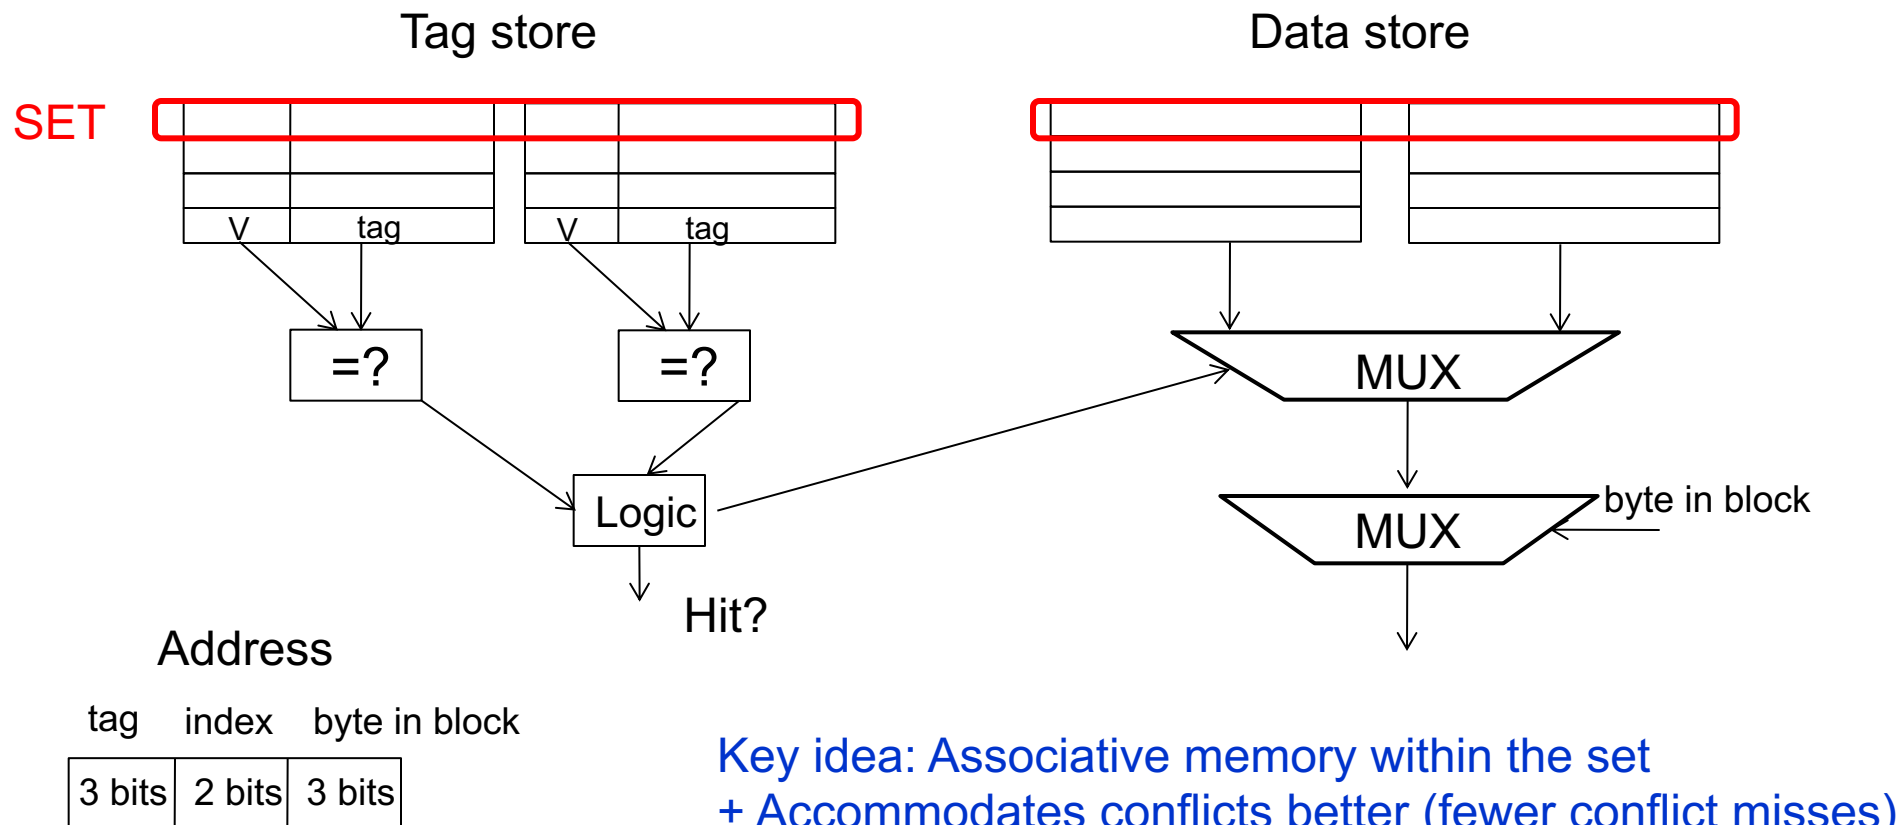 Tag store
Data store
SET
V tag V tag
=? =?
MUX
Logic
byte in block
MUX
Hit?
Address
tag index byte in block
3 bits 2 bits 3 bits
Key idea: Associative memory within the set
+ Accommodates conflicts better (fewer conflict misses)